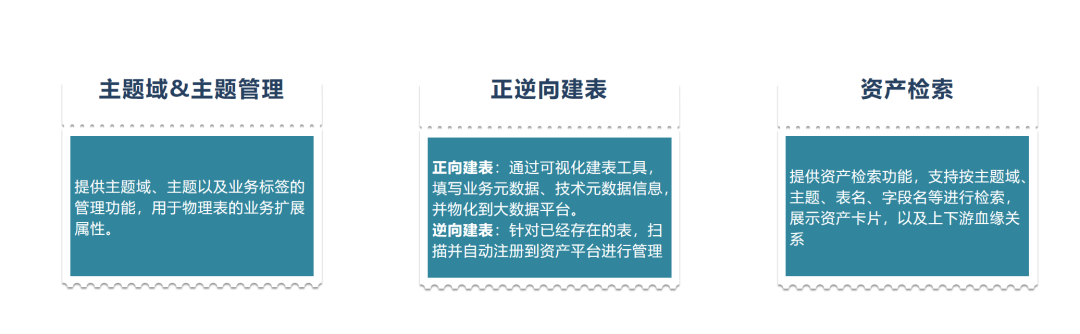 主题域&主题管理
提供主题域、主题以及业务标签的
管理功能，用于物理表的业务扩展
属性。
正逆向建表
正向建表：通过可视化建表工具，
填写业务元数据、技术元数据信息，
并物化到大数据平台。
逆向建表：针对已经存在的表，扫
描并自动注册到资产平台进行管理
资产检索
提供资产检索功能，支持按主题域、
主题、表名、字段名等进行检索，
展示资产卡片，以及上下游血缘关
系